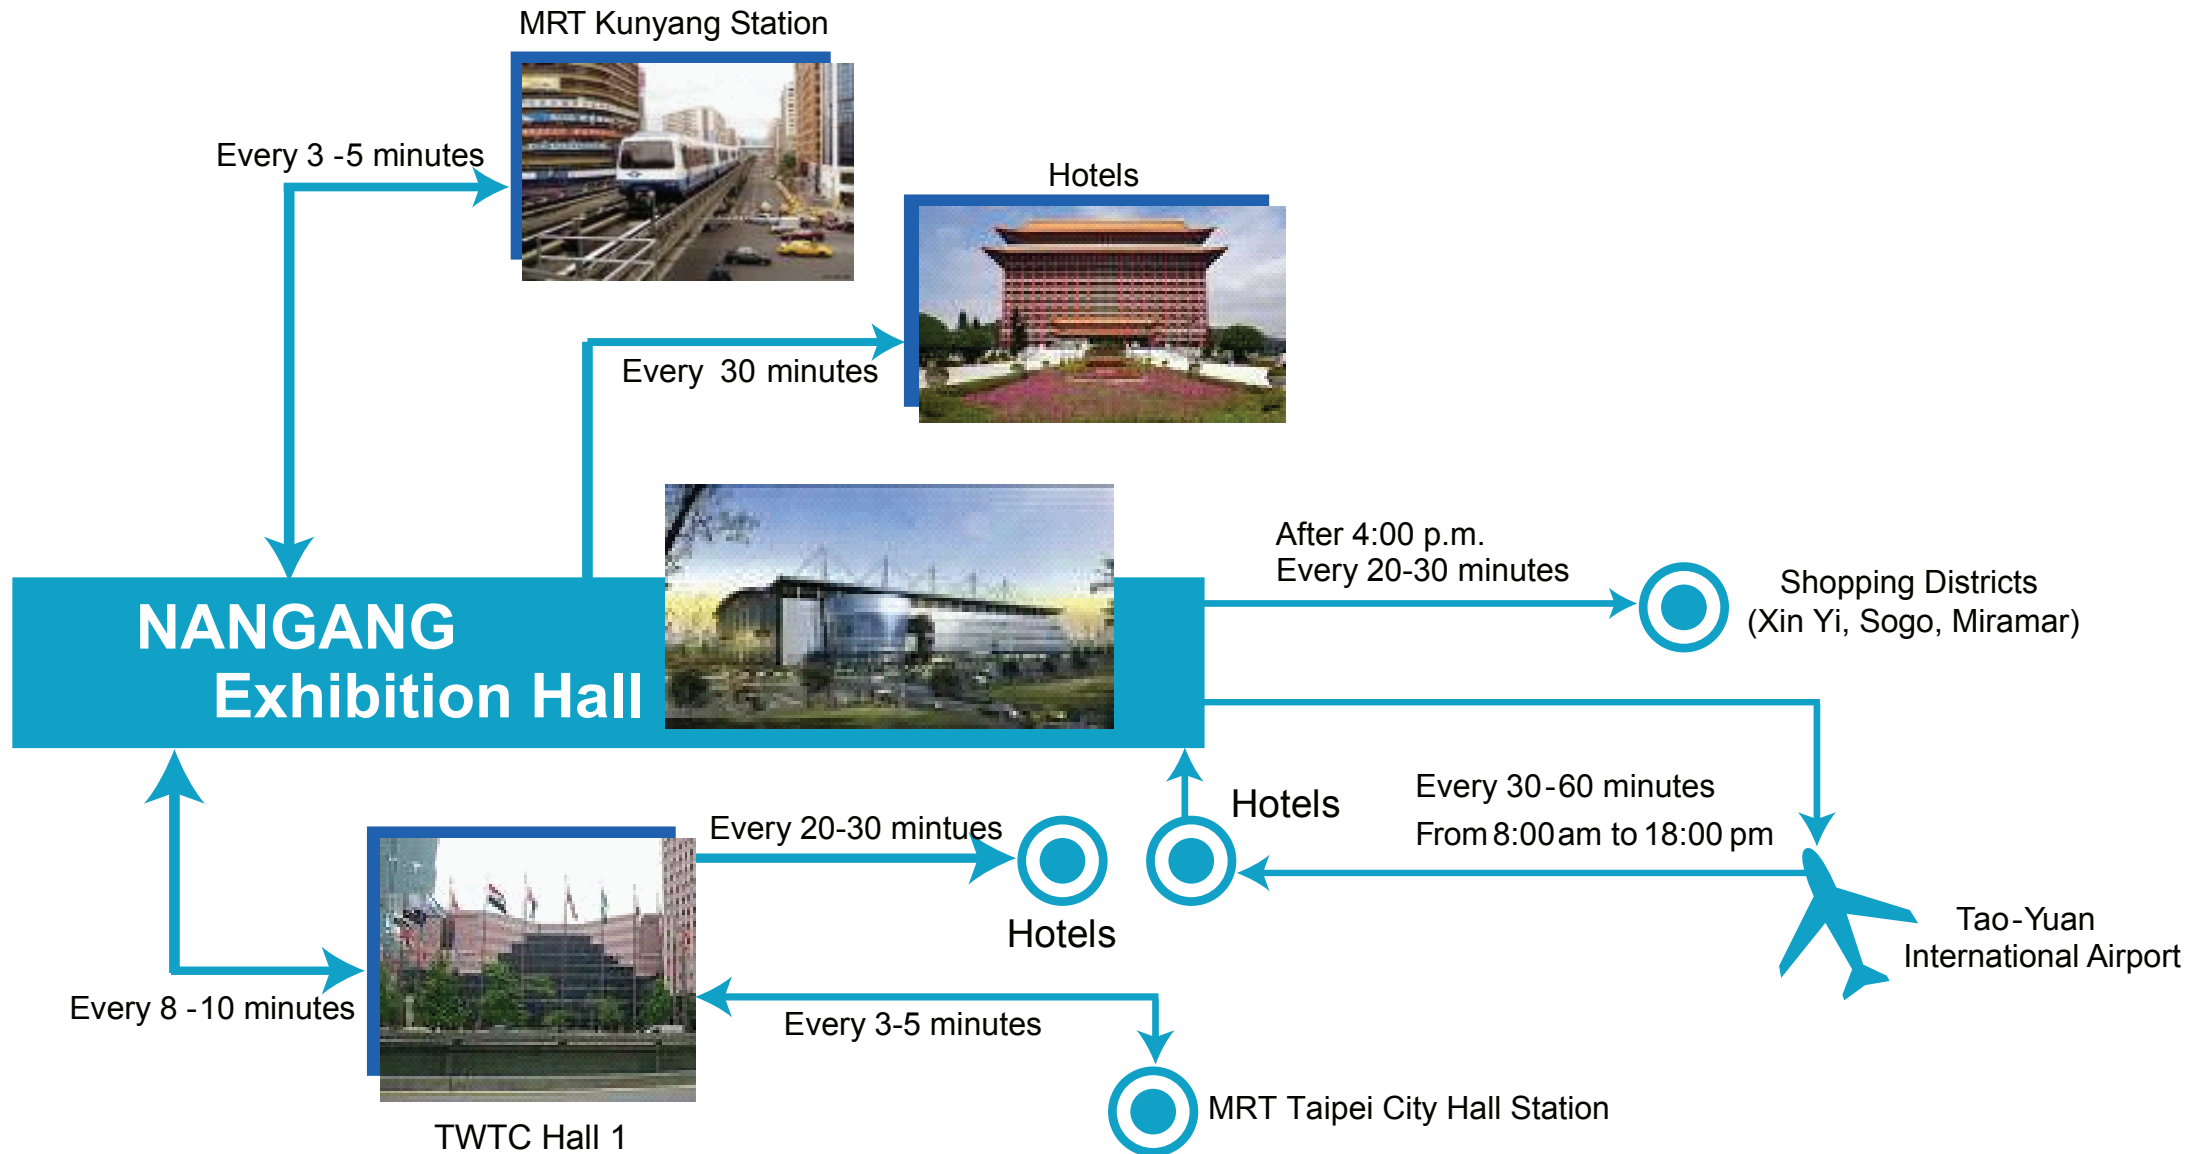 MRT Kunyang Station
Every 3 -5 minutes
Hotels
Every 30 minutes
NANGANG
Exhibition Hall
After 4:00 p.m.
Every 20-30 minutes
Shopping Districts
(Xin Yi, Sogo, Miramar)
Every 30-60 minutes
From 8:00 am to 18:00 pm
Hotels
Every 20-30 mintues
Hotels
Tao-Yuan
International Airport
Every 8 -10 minutes
Every 3-5 minutes
MRT Taipei City Hall Station
TWTC Hall 1